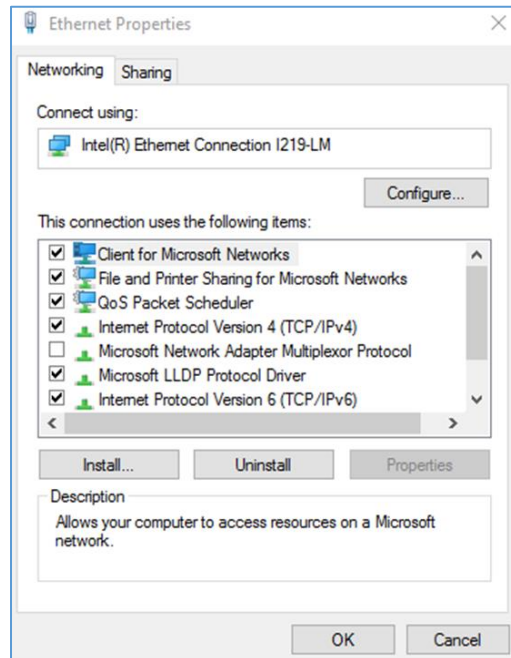 Ethernet Properties
Networking
Sharing
Connect using:
Intel(R) Ethernet Connection I219-LM
Configure...
This connection uses the following items:
Client for Microsoft Networks
File and Printer Sharing for Microsoft Networks
QoS Packet Scheduler
Internet Protocol Version 4 (TCP/IPv4)
Microsoft Network Adapter Multiplexor Protocol
Microsoft LLDP Protocol Driver
Internet Protocol Version 6 (TCP/IPv6)
Install...
Uninstall
Properties
Description
Allows your computer to access resources on a Microsoft
network.
OK
Cancel